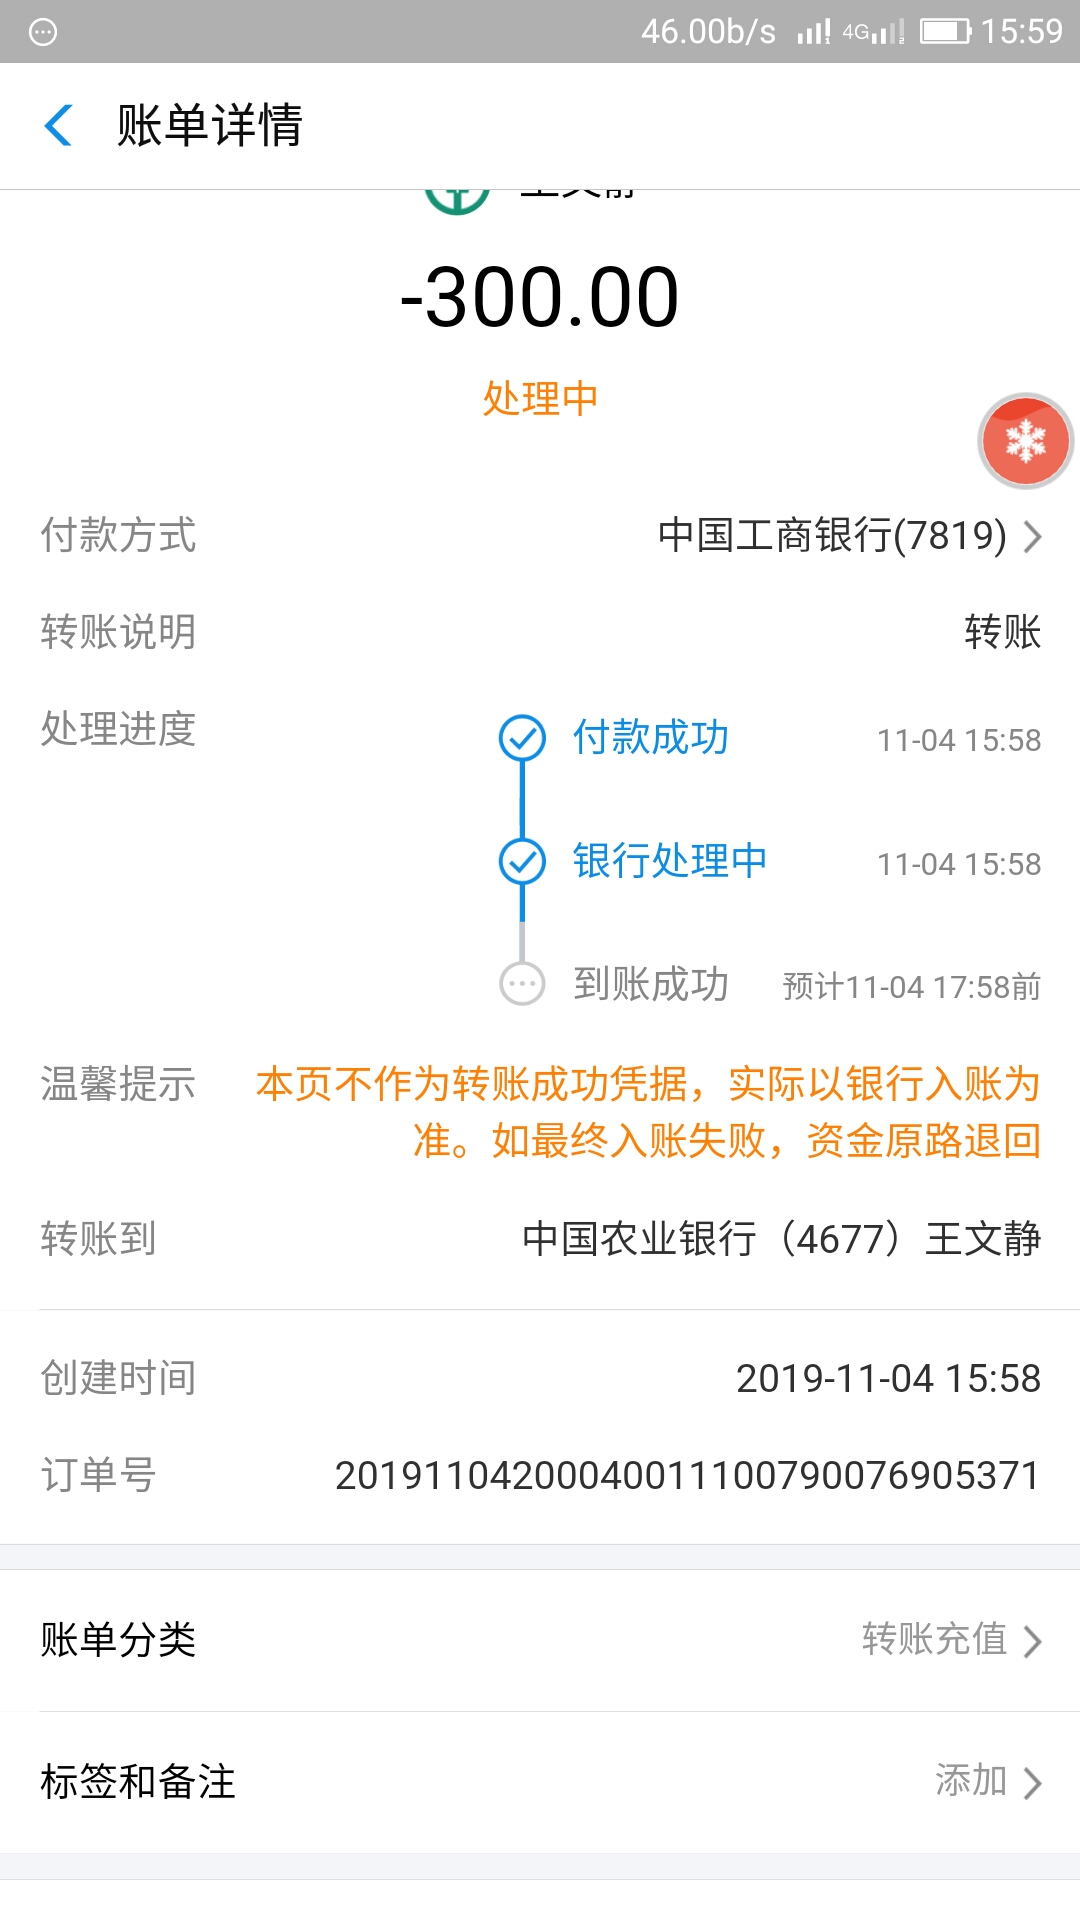 46.00b/s 4G 15:59
账单详情
王文静
-300.00
处理中
付款方式 中国工商银行(7819)
转账说明 转账
处理进度 付款成功 11-04 15:58
银行处理中 11-04 15:58
到账成功 预计11-04 17:58前
温馨提示 本页不作为转账成功凭据，实际以银行入账为
准。如最终入账失败，资金原路退回
转账到 中国农业银行（4677）王文静
创建时间 2019-11-04 15:58
订单号 20191104200040011100790076905371
账单分类 转账充值
标签和备注 添加